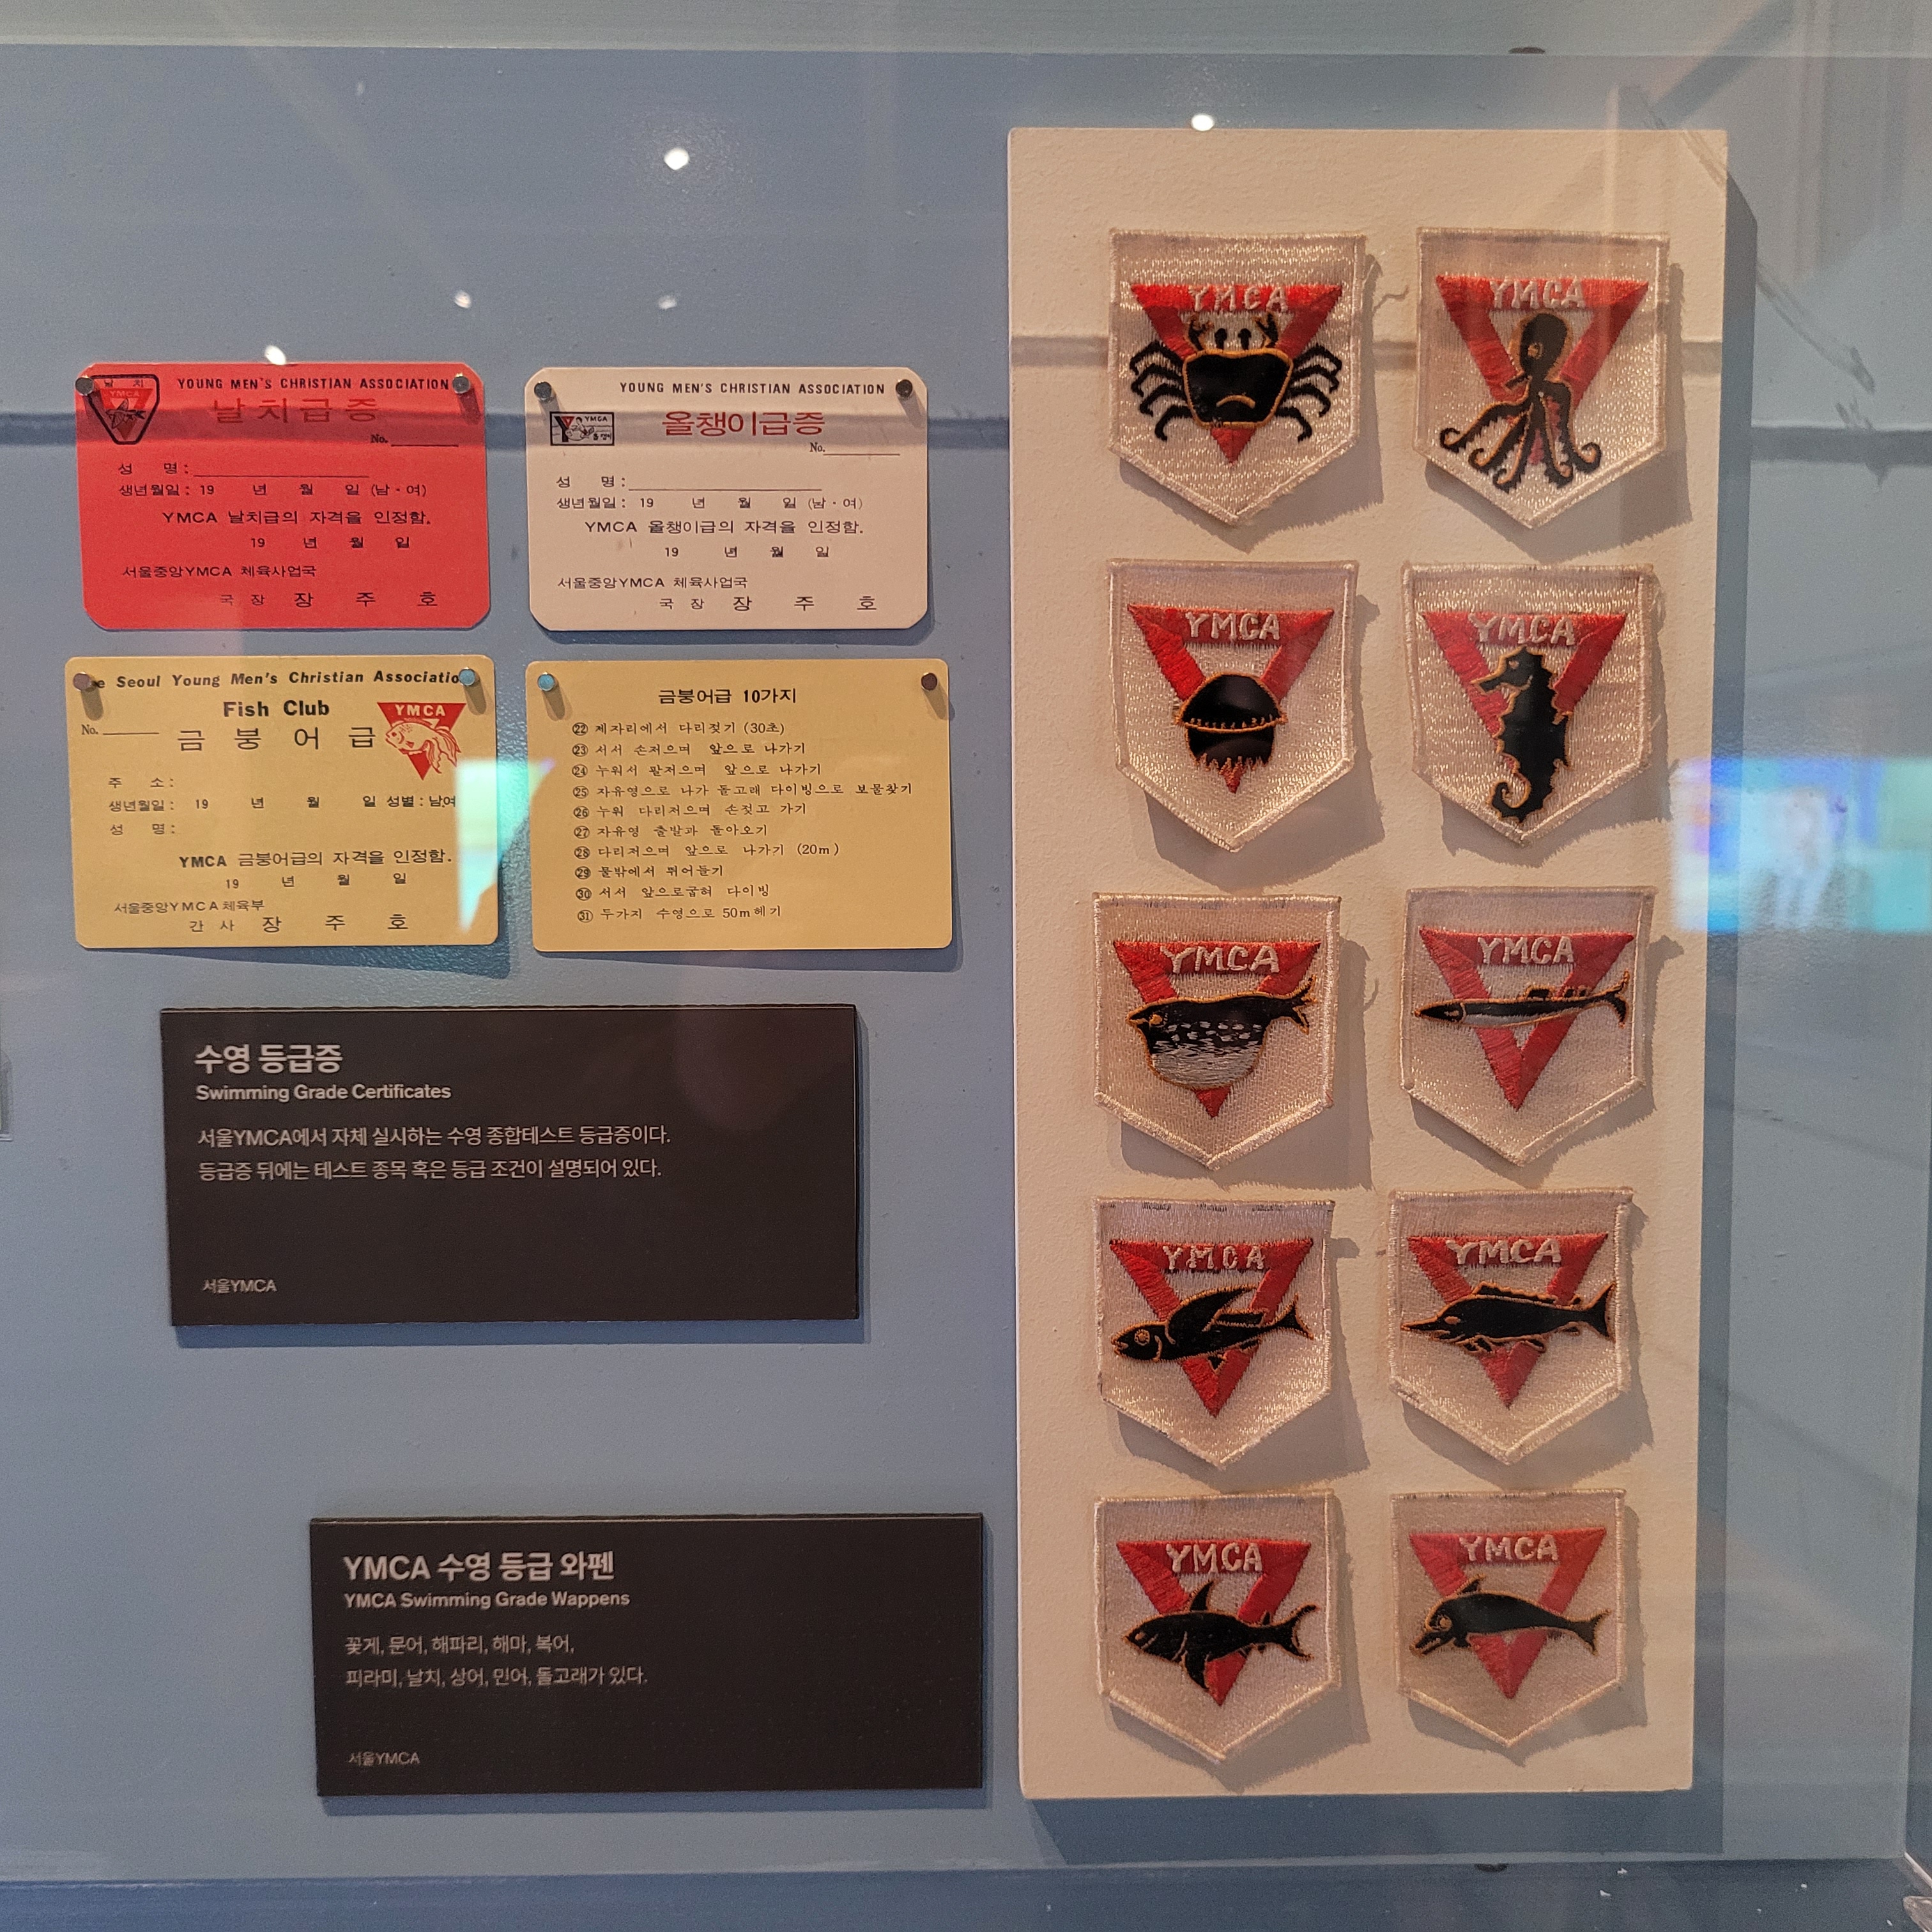 날 치
YMCA
YOUNG MEN'S CHRISTIAN ASSOCIATION
날치급증
No.
성 명 :
생년월일 : 19 년 월 일 (남 · 여)
YMCA 날치급의 자격을 인정함.
19 년 월 일
서울중앙YMCA 체육사업국
국 장 장 주 호
YOUNG MEN'S CHRISTIAN ASSOCIATION
YMCA
올챙이급증
No.
성 명 :
생년월일 : 19 년 월 일 (남 · 여)
YMCA 올챙이급의 자격을 인정함.
19 년 월 일
서울중앙YMCA 체육사업국
국 장 장 주 호
Seoul Young Men's Christian Associatio
Fish Club
YMCA
No.
금 붕 어 급
주 소 :
생년월일 : 19 년 월 일 성별 : 남여
성 명 :
YMCA 금붕어급의 자격을 인정함.
19 년 월 일
서울중앙YMCA 체육부
간 사 장 주 호
금붕어급 10가지
㉒ 제자리에서 다리젓기 (30초)
㉓ 서서 손저으며 앞으로 나가기
㉔ 누워서 팔저으며 앞으로 나가기
㉕ 자유영으로 나가 돌고래 다이빙으로 보물찾기
㉖ 누워 다리저으며 손젓고 가기
㉗ 자유영 출발과 돌아오기
㉘ 다리저으며 앞으로 나가기 (20m)
㉙ 물밖에서 뛰어들기
㉚ 서서 앞으로굽혀 다이빙
㉛ 두가지 수영으로 50m헤기
수영 등급증
Swimming Grade Certificates
서울YMCA에서 자체 실시하는 수영 종합테스트 등급증이다.
등급증 뒤에는 테스트 종목 혹은 등급 조건이 설명되어 있다.
서울YMCA
YMCA 수영 등급 와펜
YMCA Swimming Grade Wappens
꽃게, 문어, 해파리, 해마, 복어,
피라미, 날치, 상어, 민어, 돌고래가 있다.
서울YMCA
YMCA
YMCA
YMCA
YMCA
YMCA
YMCA
YMCA
YMCA
YMCA
YMCA